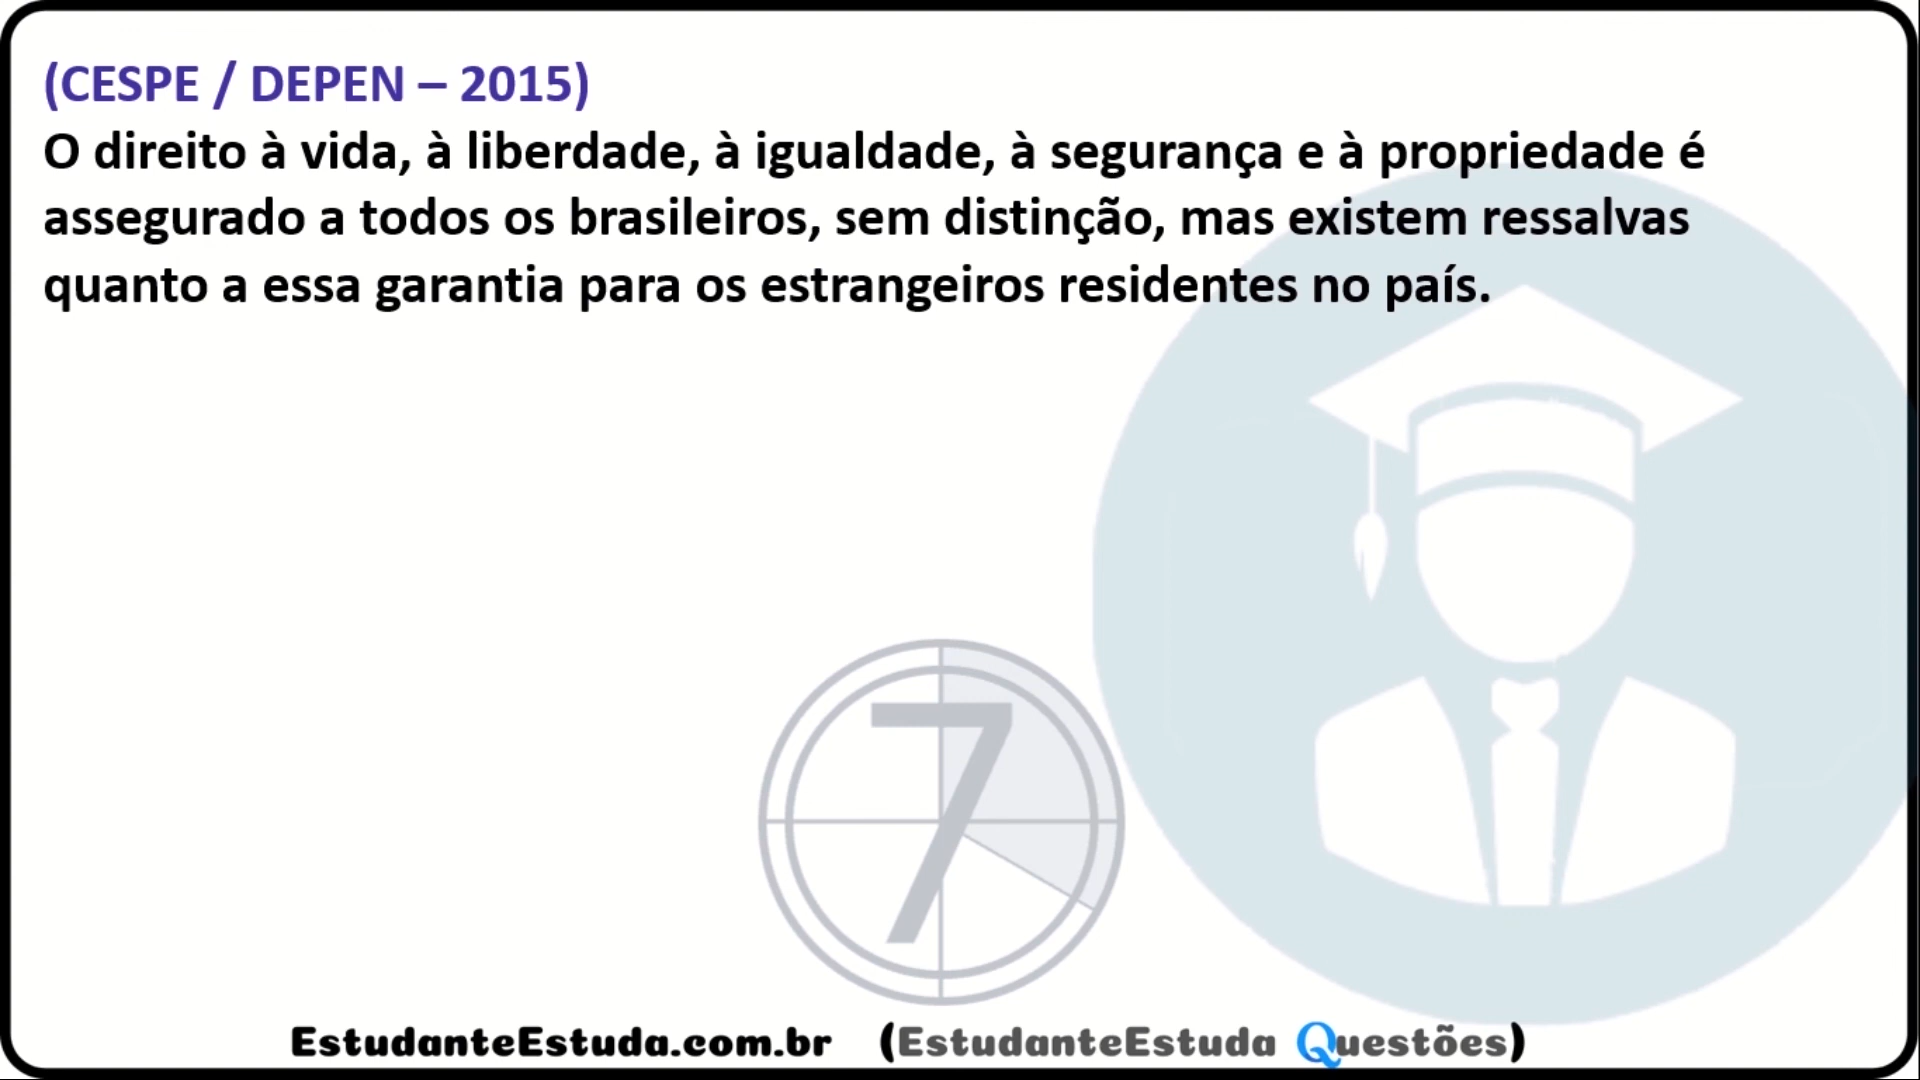 (CESPE / DEPEN – 2015)
O direito à vida, à liberdade, à igualdade, à segurança e à propriedade é
assegurado a todos os brasileiros, sem distinção, mas existem ressalvas
quanto a essa garantia para os estrangeiros residentes no país.
7
EstudanteEstuda.com.br (EstudanteEstuda Questões)